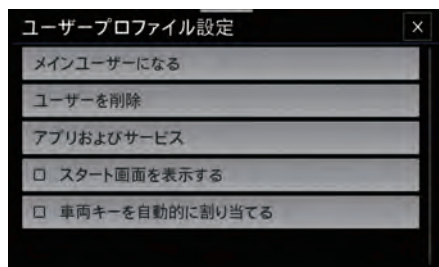 ユーザープロファイル設定 ×
メインユーザーになる
ユーザーを削除
アプリおよびサービス
□ スタート画面を表示する
□ 車両キーを自動的に割り当てる